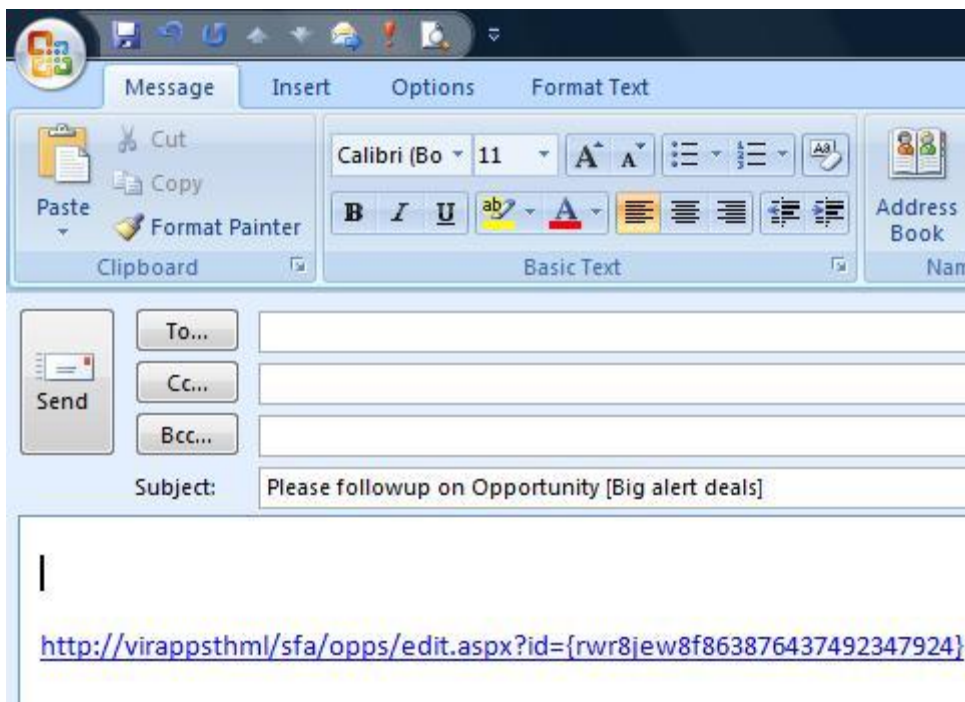 Message Insert Options Format Text
Cut
Copy
Paste
Format Painter
Clipboard
Calibri (Bo 11
A A
B I U ab A
Basic Text
Address
Book
Nam
Send
To...
Cc...
Bcc...
Subject: Please followup on Opportunity [Big alert deals]
http://virappsthml/sfa/opps/edit.aspx?id={rwr8jew8f863876437492347924}